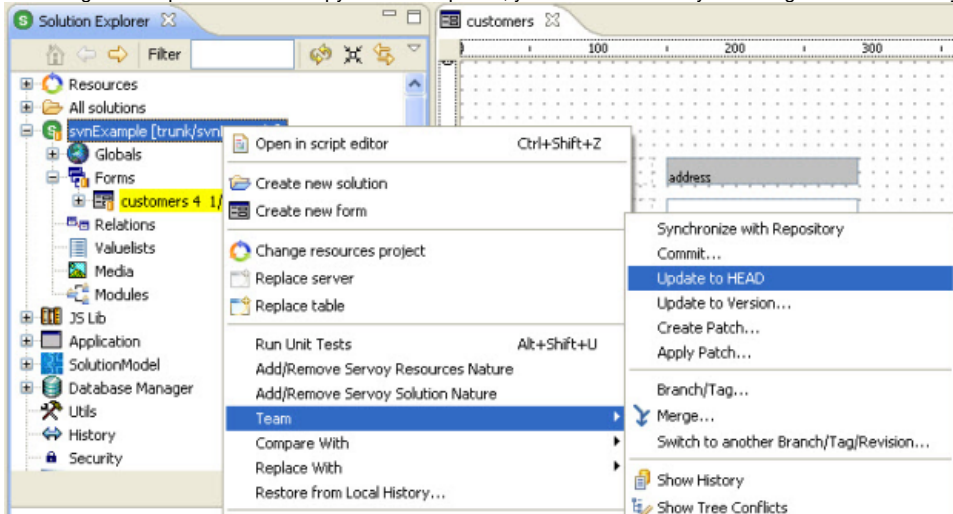 Solution Explorer
Filter
Resources
All solutions
svnExample [trunk/svn
Globals
Forms
customers 4 1/
Relations
Valuelists
Media
Modules
JS Lib
Application
SolutionModel
Database Manager
Utils
History
Security
customers
100 200 300
address
Open in script editor Ctrl+Shift+Z
Create new solution
Create new form
Change resources project
Replace server
Replace table
Run Unit Tests Alt+Shift+U
Add/Remove Servoy Resources Nature
Add/Remove Servoy Solution Nature
Team
Compare With
Replace With
Restore from Local History...
Synchronize with Repository
Commit...
Update to HEAD
Update to Version...
Create Patch...
Apply Patch...
Branch/Tag...
Merge...
Switch to another Branch/Tag/Revision...
Show History
Show Tree Conflicts